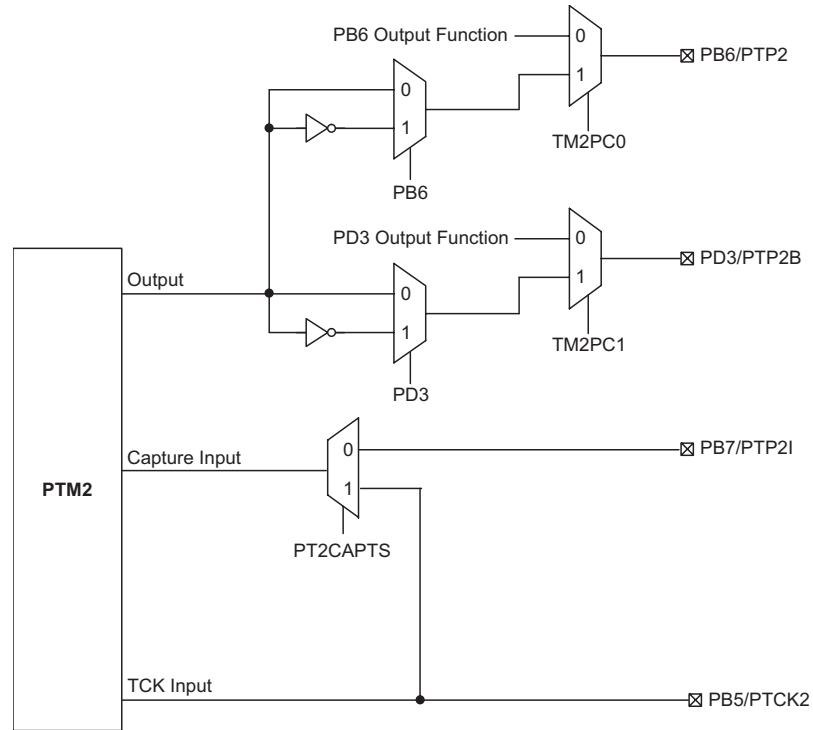 PB6 Output Function
0
1
PB6/PTP2
TM2PC0
0
1
PB6
PD3 Output Function
0
1
PD3/PTP2B
TM2PC1
Output
0
1
PD3
PTM2
Capture Input
0
1
PB7/PTP2I
PT2CAPTS
TCK Input
PB5/PTCK2